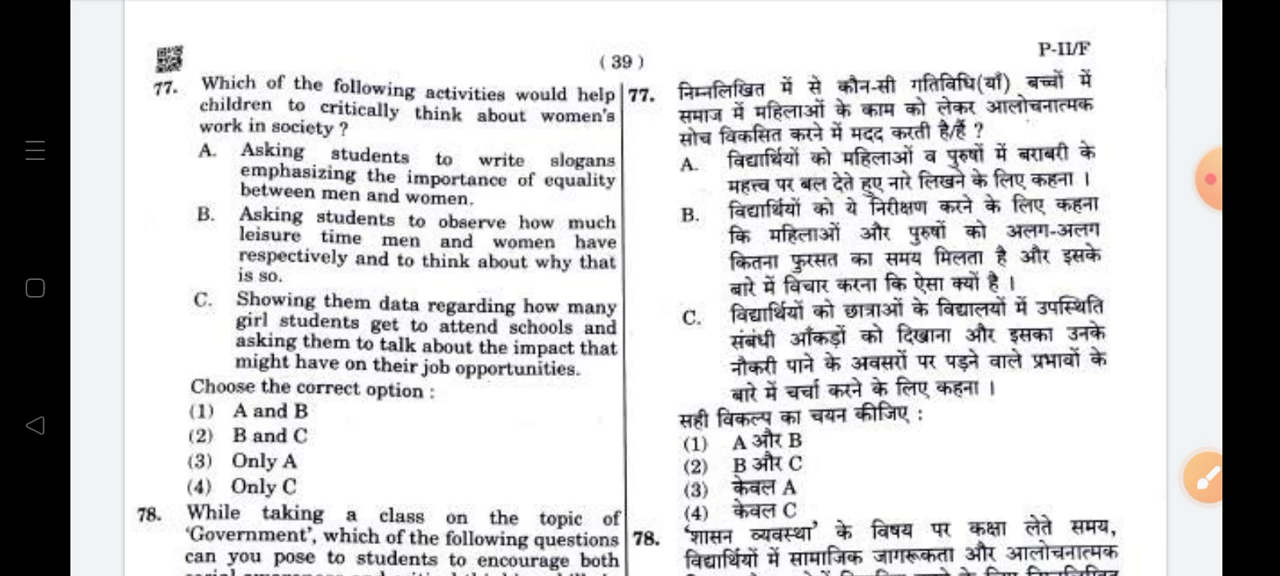 ( 39 )
P-II/F
77. Which of the following activities would help
children to critically think about women's
work in society ?
A. Asking students to write slogans
emphasizing the importance of equality
between men and women.
B. Asking students to observe how much
leisure time men and women have
respectively and to think about why that
is so.
C. Showing them data regarding how many
girl students get to attend schools and
asking them to talk about the impact that
might have on their job opportunities.
Choose the correct option :
(1) A and B
(2) B and C
(3) Only A
(4) Only C
78. While taking a class on the topic of
'Government', which of the following questions
can you pose to students to encourage both
77. निम्नलिखित में से कौन-सी गतिविधि(याँ) बच्चों में
समाज में महिलाओं के काम को लेकर आलोचनात्मक
सोच विकसित करने में मदद करती है/हैं ?
A. विद्यार्थियों को महिलाओं व पुरुषों में बराबरी के
महत्त्व पर बल देते हुए नारे लिखने के लिए कहना ।
B. विद्यार्थियों को ये निरीक्षण करने के लिए कहना
कि महिलाओं और पुरुषों को अलग-अलग
कितना फुरसत का समय मिलता है और इसके
बारे में विचार करना कि ऐसा क्यों है ।
C. विद्यार्थियों को छात्राओं के विद्यालयों में उपस्थिति
संबंधी आँकड़ों को दिखाना और इसका उनके
नौकरी पाने के अवसरों पर पड़ने वाले प्रभावों के
बारे में चर्चा करने के लिए कहना ।
सही विकल्प का चयन कीजिए :
(1) A और B
(2) B और C
(3) केवल A
(4) केवल C
78. 'शासन व्यवस्था' के विषय पर कक्षा लेते समय,
विद्यार्थियों में सामाजिक जागरूकता और आलोचनात्मक